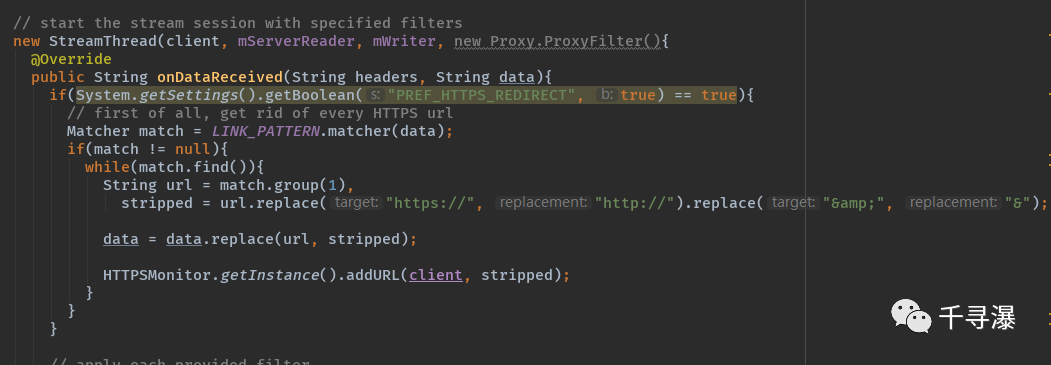 // start the stream session with specified filters
new StreamThread(client, mServerReader, mWriter, new Proxy.ProxyFilter(){
@Override
public String onDataReceived(String headers, String data){
if(System.getSettings().getBoolean( s: "PREF_HTTPS_REDIRECT", b: true) == true){
// first of all, get rid of every HTTPS url
Matcher match = LINK_PATTERN.matcher(data);
if(match != null){
while(match.find()){
String url = match.group(1),
stripped = url.replace( target: "https://", replacement: "http://").replace( target: "&amp;", replacement: "&");
data = data.replace(url, stripped);
HTTPSMonitor.getInstance().addURL(client, stripped);
}
}
}
// apply each provided filter
千寻瀑